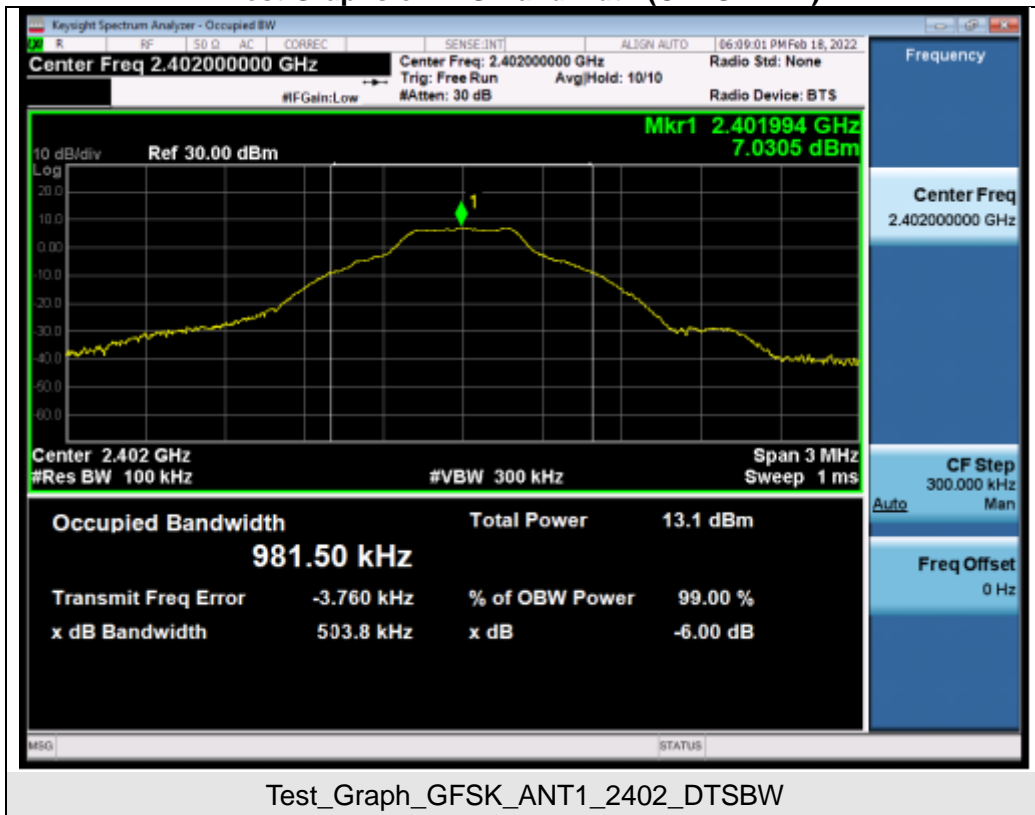 Keysight Spectrum Analyzer - Occupied BW
R RF 50 Ω AC CORREC SENSE:INT ALIGN AUTO 06:09:01 PM Feb 18, 2022
Center Freq 2.402000000 GHz
Center Freq: 2.402000000 GHz
Radio Std: None
Trig: Free Run Avg|Hold: 10/10
#IFGain:Low
#Atten: 30 dB
Radio Device: BTS
Mkr1 2.401994 GHz
7.0305 dBm
10 dB/div Ref 30.00 dBm
Log
20.0
10.0
0.00
-10.0
-20.0
-30.0
-40.0
-50.0
-60.0
1
Center 2.402 GHz
Span 3 MHz
#Res BW 100 kHz
#VBW 300 kHz
Sweep 1 ms
Occupied Bandwidth
Total Power 13.1 dBm
981.50 kHz
Transmit Freq Error -3.760 kHz
% of OBW Power 99.00 %
x dB Bandwidth 503.8 kHz
x dB -6.00 dB
MSG
STATUS
Frequency
Center Freq
2.402000000 GHz
CF Step
300.000 kHz
Auto Man
Freq Offset
0 Hz
Test_Graph_GFSK_ANT1_2402_DTSBW